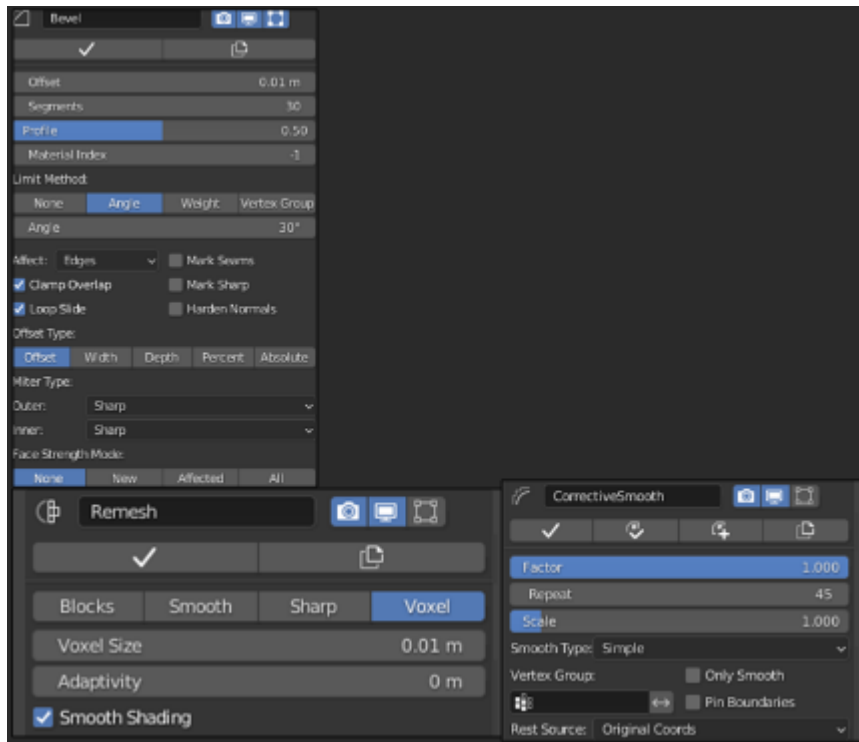 Bevel
Offset 0.01 m
Segments 30
Profile 0.50
Material Index -1
Limit Method:
None Angle Weight Vertex Group
Angle 30°
Affect: Edges Mark Seams
Clamp Overlap Mark Sharp
Loop Slide Harden Normals
Offset Type:
Offset Width Depth Percent Absolute
Miter Type:
Outer: Sharp
Inner: Sharp
Face Strength Mode:
None New Affected All
Remesh
Blocks Smooth Sharp Voxel
Voxel Size 0.01 m
Adaptivity 0 m
Smooth Shading
CorrectiveSmooth
Factor 1.000
Repeat 45
Scale 1.000
Smooth Type: Simple
Vertex Group: Only Smooth
Pin Boundaries
Rest Source: Original Coords